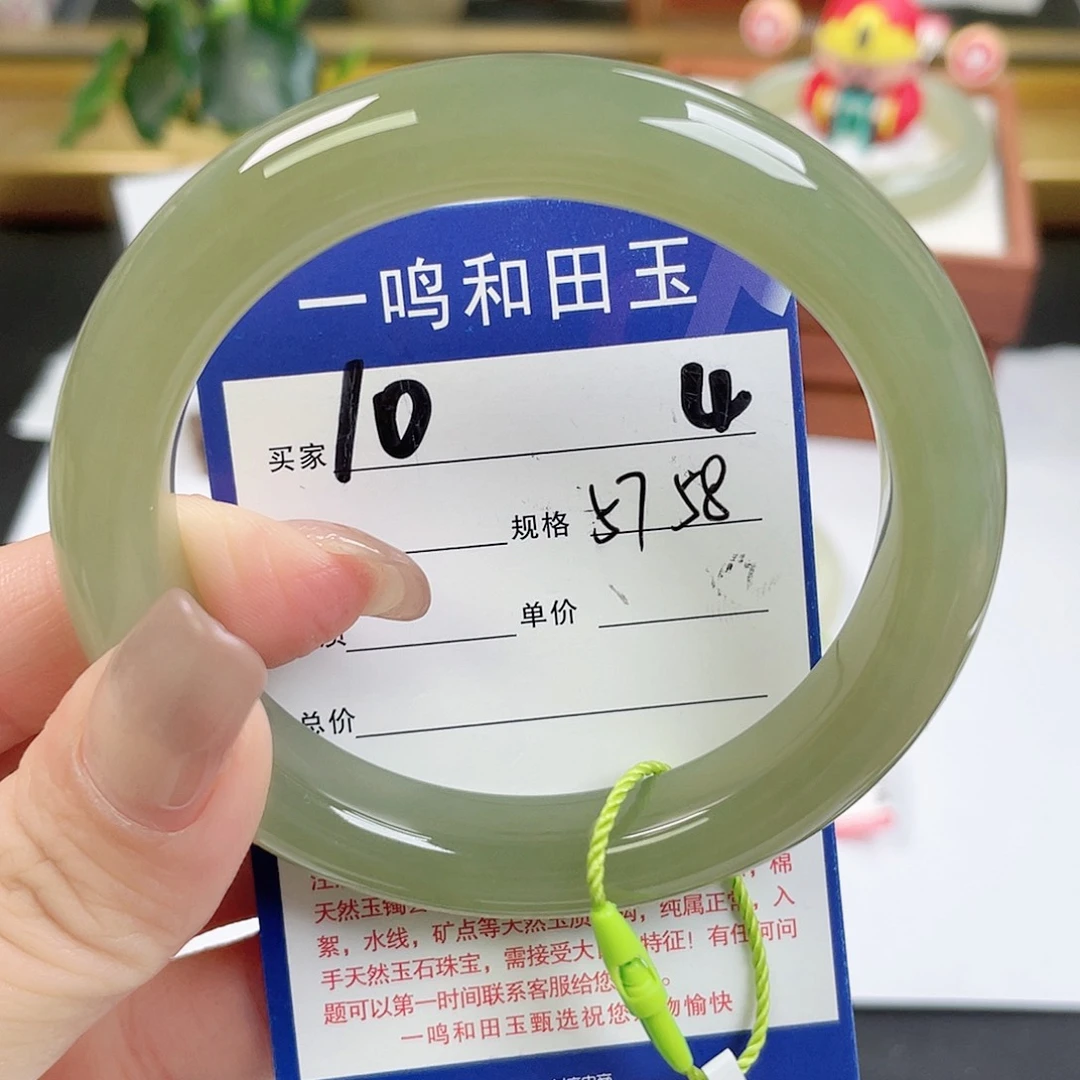 一鸣和田玉
买家 10 4
规格 57 58
单价
总价
棉
天然玉镯 纯属正常，入
絮，水线，矿点等天然玉质 特征！有任何问
手天然玉石珠宝，需接受大
题可以第一时间联系客服给您
一鸣和田玉甄选祝您 物愉快